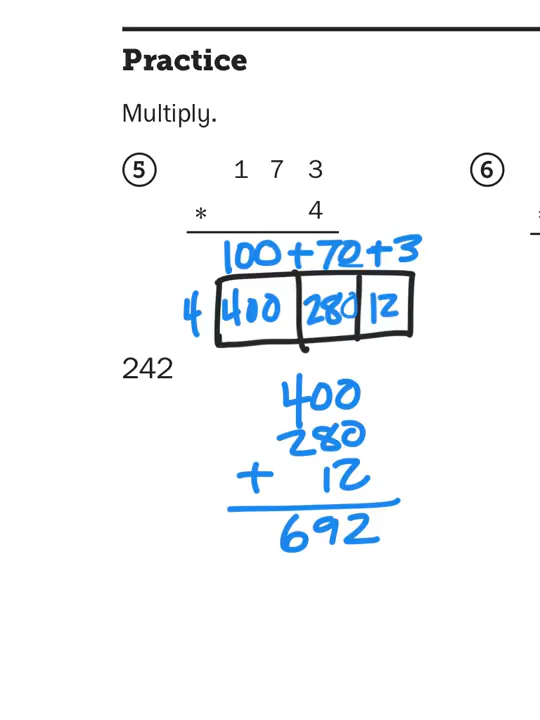 Practice
Multiply.
⑤ 1 7 3 ⑥
* 4
100+70+3
4 400 280 12
242
400
280
+ 12
692